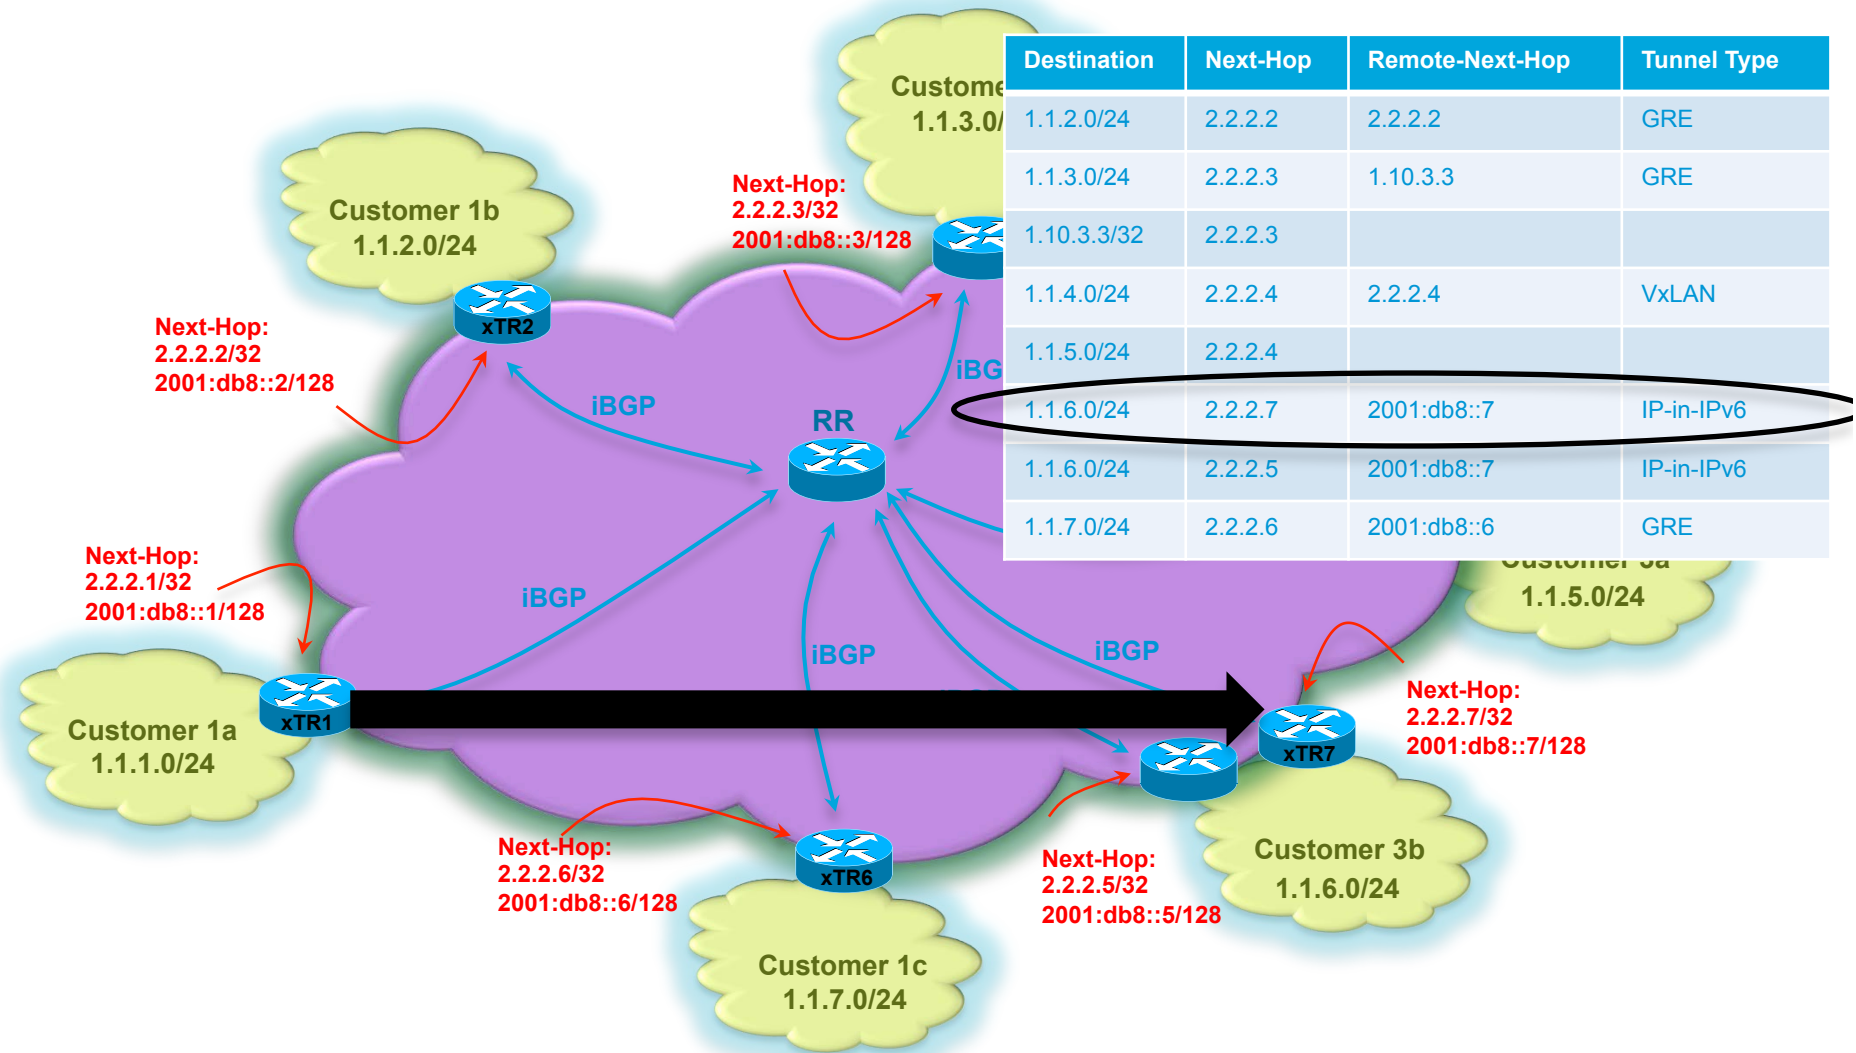 Destination Next-Hop Remote-Next-Hop Tunnel Type
1.1.2.0/24 2.2.2.2 2.2.2.2 GRE
1.1.3.0/24 2.2.2.3 1.10.3.3 GRE
1.10.3.3/32 2.2.2.3
1.1.4.0/24 2.2.2.4 2.2.2.4 VxLAN
1.1.5.0/24 2.2.2.4
1.1.6.0/24 2.2.2.7 2001:db8::7 IP-in-IPv6
1.1.6.0/24 2.2.2.5 2001:db8::7 IP-in-IPv6
1.1.7.0/24 2.2.2.6 2001:db8::6 GRE
Custome
1.1.3.0/
Next-Hop:
2.2.2.3/32
2001:db8::3/128
Customer 1b
1.1.2.0/24
xTR2
Next-Hop:
2.2.2.2/32
2001:db8::2/128
iBGP
iBG
RR
Next-Hop:
2.2.2.1/32
2001:db8::1/128
iBGP
iBGP
iBGP
Customer 3a
1.1.5.0/24
xTR1
Customer 1a
1.1.1.0/24
Next-Hop:
2.2.2.7/32
2001:db8::7/128
xTR7
Next-Hop:
2.2.2.6/32
2001:db8::6/128
xTR6
Next-Hop:
2.2.2.5/32
2001:db8::5/128
Customer 3b
1.1.6.0/24
Customer 1c
1.1.7.0/24